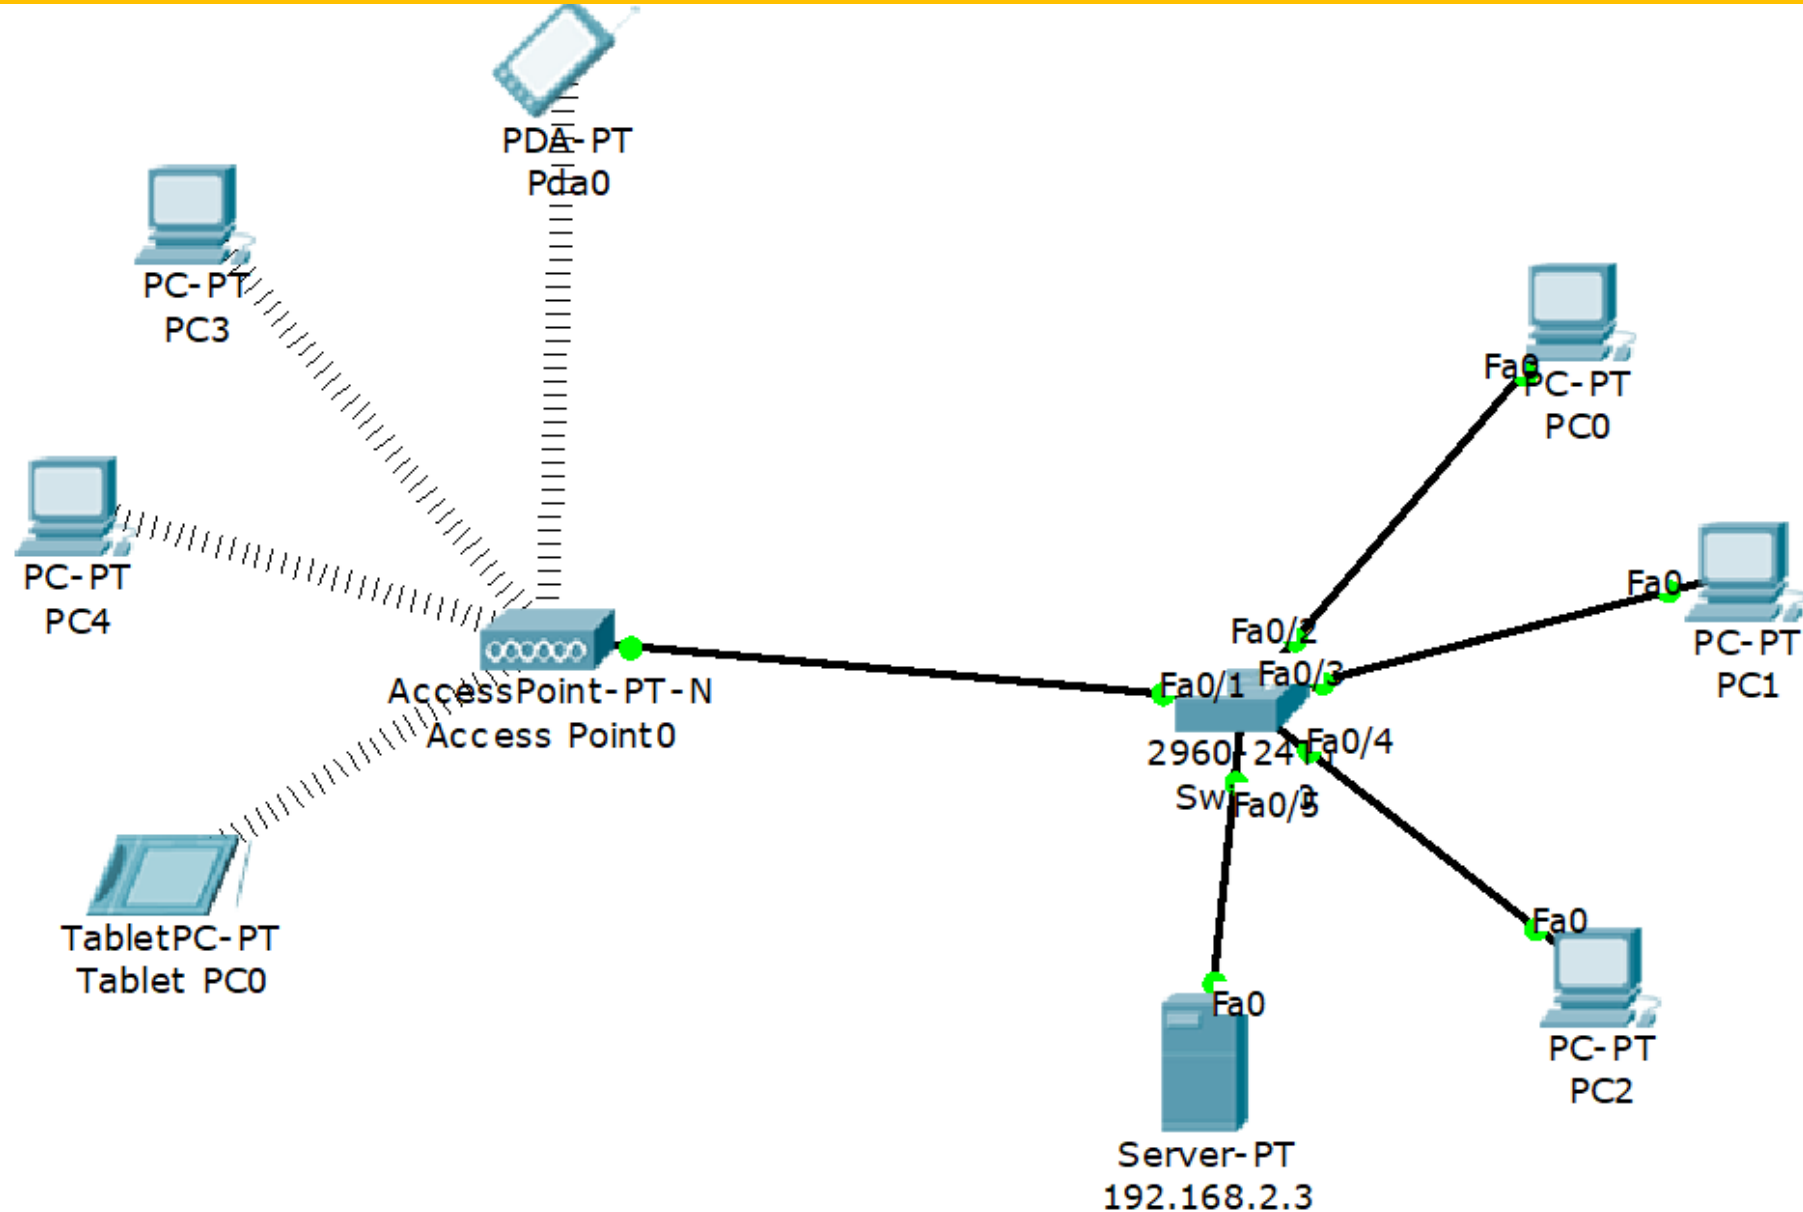 PDA-PT
Pda0
PC-PT
PC3
Fa0
PC-PT
PC0
PC-PT
PC4
Fa0
PC-PT
PC1
Fa0/2
Fa0/3
Fa0/1
AccessPoint-PT-N
Access Point0
Fa0/4
Fa0/5
TabletPC-PT
Tablet PC0
Fa0
PC-PT
PC2
Fa0
Server-PT
192.168.2.3